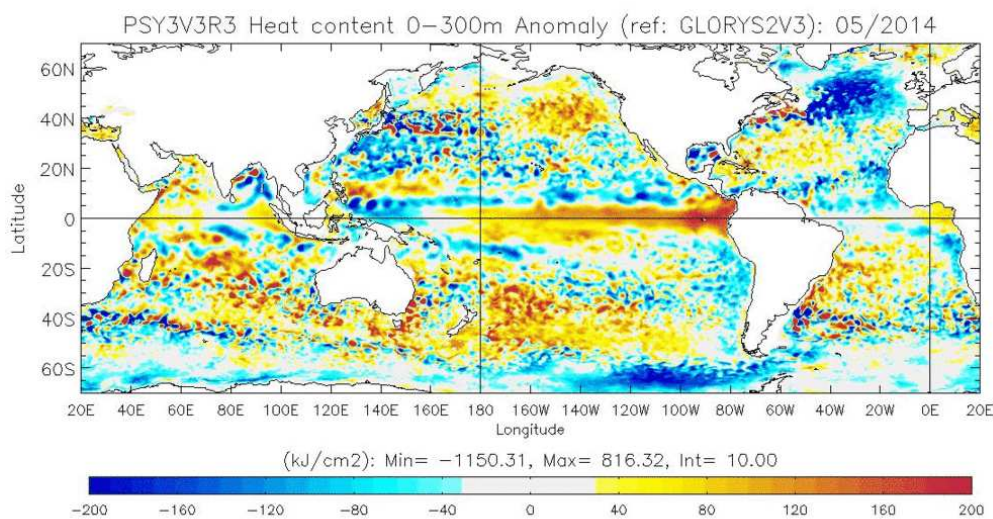 PSY3V3R3 Heat content 0-300m Anomaly (ref: GLORYS2V3): 05/2014
60N
40N
20N
0
20S
40S
60S
Latitude
20E 40E 60E 80E 100E 120E 140E 160E 180 160W 140W 120W 100W 80W 60W 40W 20W 0E 20E
Longitude
(kJ/cm2): Min= -1150.31, Max= 816.32, Int= 10.00
-200 -160 -120 -80 -40 0 40 80 120 160 200